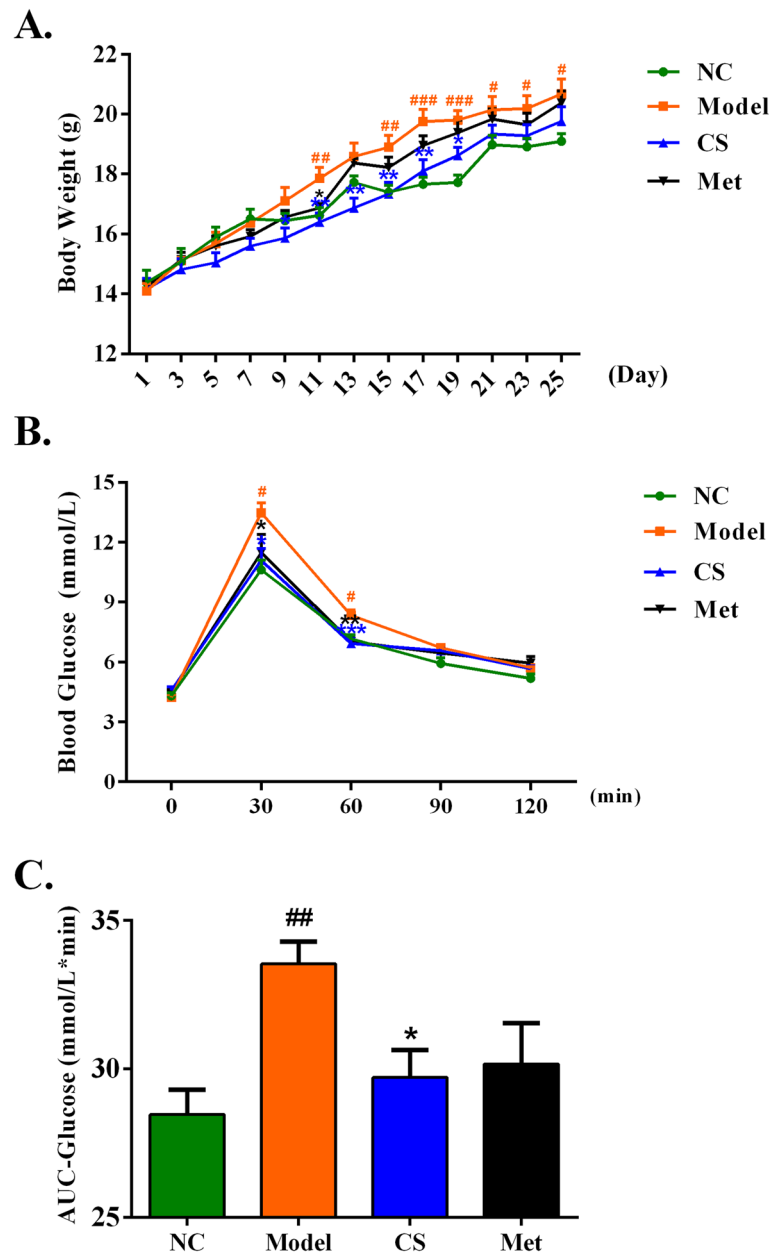 A.
22
20
18
16
14
12
Body Weight (g)
# # #
### ###
##
##
*
* ** ** ** ** *
1 3 5 7 9 11 13 15 17 19 21 23 25
(Day)
NC
Model
CS
Met
B.
15
12
9
6
3
0
Blood Glucose (mmol/L)
#
*
*
#
**
***
0 30 60 90 120
(min)
NC
Model
CS
Met
C.
35
30
25
AUC-Glucose (mmol/L*min)
##
*
NC Model CS Met